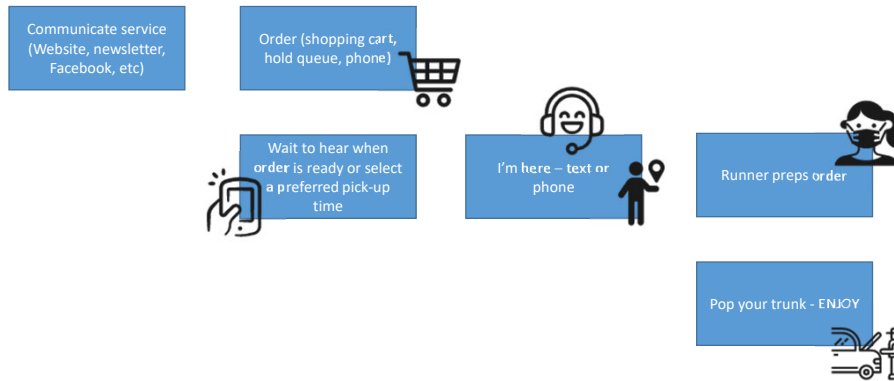 Communicate service
(Website, newsletter,
Facebook, etc)
Order (shopping cart,
hold queue, phone)
Wait to hear when
order is ready or select
a preferred pick-up
time
I'm here – text or
phone
Runner preps order
Pop your trunk - ENJOY